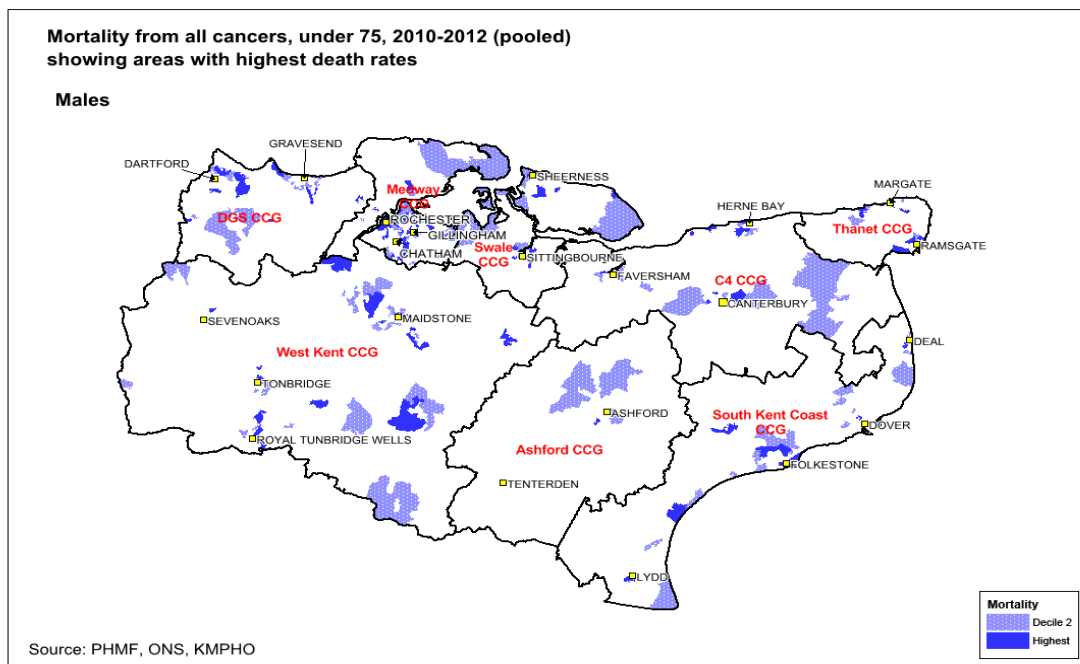 Mortality from all cancers, under 75, 2010-2012 (pooled)
showing areas with highest death rates
Males
GRAVESEND
DARTFORD
SHEERNESS
MARGATE
Medway
CCG
HERNE BAY
DGS CCG
ROCHESTER
GILLINGHAM
Thanet CCG
RAMSGATE
CHATHAM
Swale
CCG
SITTINGBOURNE
FAVERSHAM
C4 CCG
CANTERBURY
SEVENOAKS
MAIDSTONE
DEAL
West Kent CCG
TONBRIDGE
ASHFORD
South Kent Coast
CCG
DOVER
ROYAL TUNBRIDGE WELLS
Ashford CCG
FOLKESTONE
TENTERDEN
LYDD
Mortality
Decile 2
Highest
Source: PHMF, ONS, KMPHO